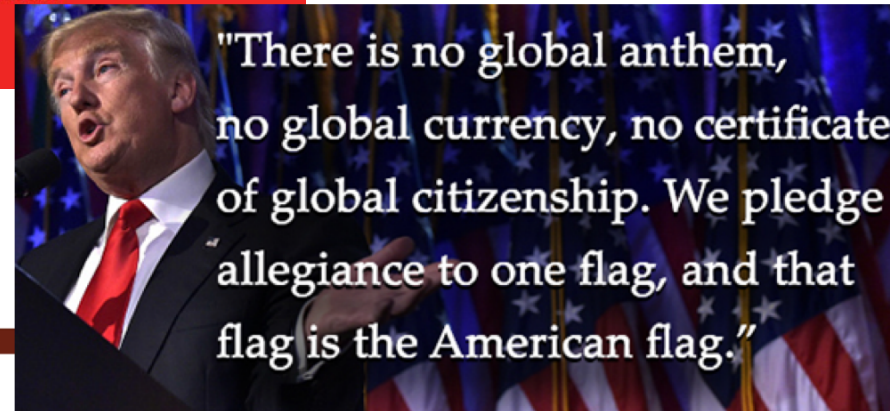 "There is no global anthem,
no global currency, no certificate
of global citizenship. We pledge
allegiance to one flag, and that
flag is the American flag.”